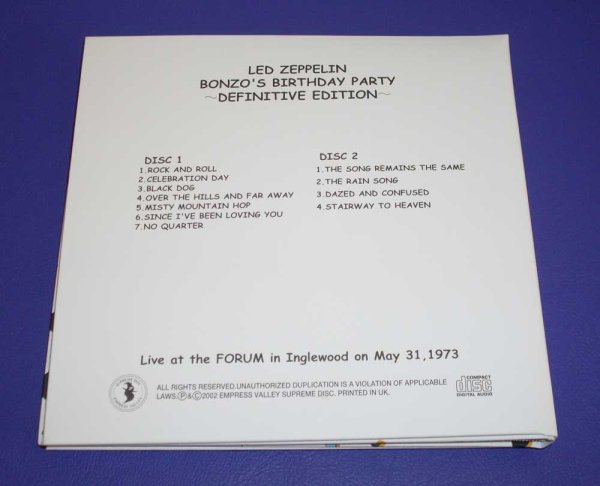 LED ZEPPELIN
BONZO'S BIRTHDAY PARTY
~DEFINITIVE EDITION~
DISC 1
1.ROCK AND ROLL
2.CELEBRATION DAY
3.BLACK DOG
4.OVER THE HILLS AND FAR AWAY
5.MISTY MOUNTAIN HOP
6.SINCE I'VE BEEN LOVING YOU
7.NO QUARTER
DISC 2
1.THE SONG REMAINS THE SAME
2.THE RAIN SONG
3.DAZED AND CONFUSED
4.STAIRWAY TO HEAVEN
Live at the FORUM in Inglewood on May 31,1973
ALL RIGHTS RESERVED.UNAUTHORIZED DUPLICATION IS A VIOLATION OF APPLICABLE
LAWS.Ⓟ&©2002 EMPRESS VALLEY SUPREME DISC. PRINTED IN UK.
COMPACT
disc
DIGITAL AUDIO